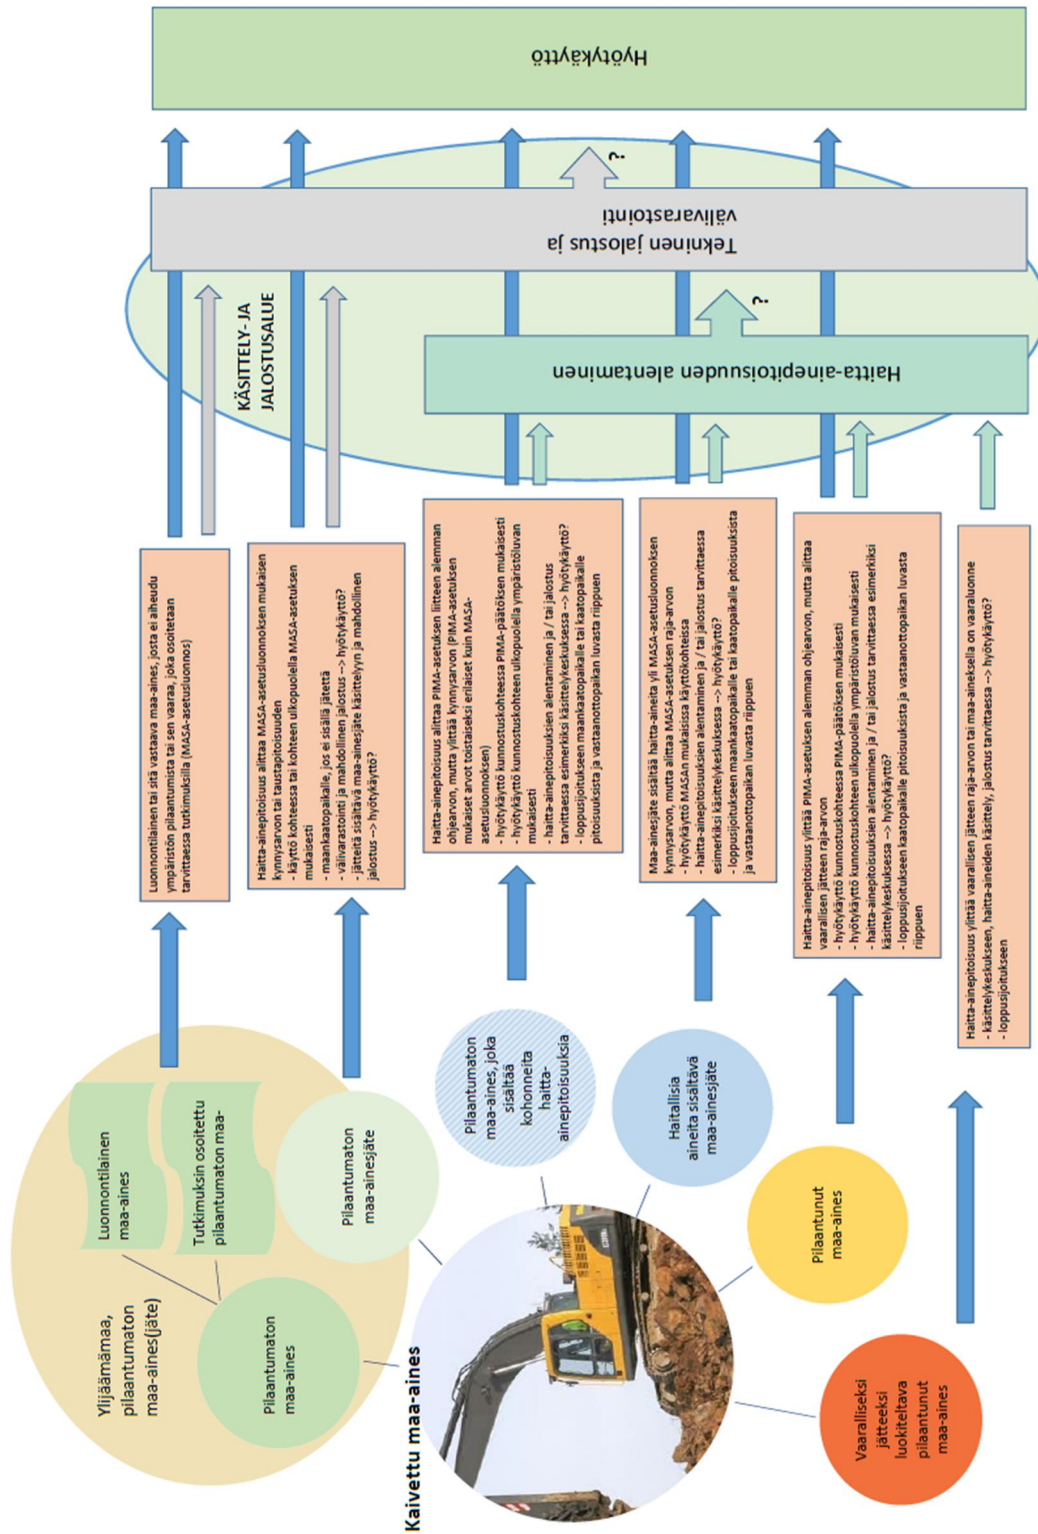 Ylijäämämaa,
pilaantumaton
maa-aines(jäte)
Luonnontilainen
maa-aines
Tutkimuksin osoitettu
pilaantumaton maa-
Pilaantumaton
maa-aines
Pilaantumaton
maa-ainesjäte
Kaivettu maa-aines
Pilaantumaton
maa-aines, joka
sisältää
kohonneita
haitta-
ainepitoisuuksia
Haitallisia
aineita sisältävä
maa-ainesjäte
Pilaantunut
maa-aines
Vaaralliseksi
jätteeksi
luokiteltava
pilaantunut
maa-aines
Luonnontilainen tai sitä vastaava maa-aines, josta ei aiheudu
ympäristön pilaantumista tai sen vaaraa, joka osoitetaan
tarvittaessa tutkimuksilla (MASA-asetusluonnos)
Haitta-ainepitoisuus alittaa MASA-asetusluonnoksen mukaisen
kynnysarvon tai taustapitoisuuden
- käyttö kohteessa tai kohteen ulkopuolella MASA-asetuksen
mukaisesti
- maankaatopaikalle, jos ei sisällä jätettä
- välivarastointi ja mahdollinen jalostus --> hyötykäyttö?
- jätteitä sisältävä maa-ainesjäte käsittelyyn ja mahdollinen
jalostus --> hyötykäyttö?
Haitta-ainepitoisuus alittaa PIMA-asetuksen liitteen alemman
ohjearvon, mutta ylittää kynnysarvon (PIMA-asetuksen
mukaiset arvot toistaiseksi erilaiset kuin MASA-
asetusluonnoksen)
- hyötykäyttö kunnostuskohteessa PIMA-päätöksen mukaisesti
- hyötykäyttö kunnostuskohteen ulkopuolella ympäristöluvan
mukaisesti
- haitta-ainepitoisuuksien alentaminen ja / tai jalostus
tarvittaessa esimerkiksi käsittelykeskuksessa --> hyötykäyttö?
- loppusijoitukseen maankaatopaikalle tai kaatopaikalle
pitoisuuksista ja vastaanottopaikan luvasta riippuen
Maa-ainesjäte sisältää haitta-aineita yli MASA-asetusluonnoksen
kynnysarvon, mutta alittaa MASA-asetuksen raja-arvon
- hyötykäyttö MASAn mukaisissa käyttökohteissa
- haitta-ainepitoisuuksien alentaminen ja / tai jalostus tarvittaessa
esimerkiksi käsittelykeskuksessa --> hyötykäyttö?
- loppusijoitukseen maankaatopaikalle tai kaatopaikalle pitoisuuksista
ja vastaanottopaikan luvasta riippuen
Haitta-ainepitoisuus ylittää PIMA-asetuksen alemman ohjearvon, mutta alittaa
vaarallisen jätteen raja-arvon
- hyötykäyttö kunnostuskohteessa PIMA-päätöksen mukaisesti
- hyötykäyttö kunnostuskohteen ulkopuolella ympäristöluvan mukaisesti
- haitta-ainepitoisuuksien alentaminen ja / tai jalostus tarvittaessa esimerkiksi
käsittelykeskuksessa --> hyötykäyttö?
- loppusijoitukseen kaatopaikalle pitoisuuksista ja vastaanottopaikan luvasta
riippuen
Haitta-ainepitoisuus ylittää vaarallisen jätteen raja-arvon tai maa-aineksella on vaaraluonne
- käsittelykeskukseen, haitta-aineiden käsittely, jalostus tarvittaessa --> hyötykäyttö?
- loppusijoitukseen
KÄSITTELY- JA
JALOSTUSALUE
Haitta-ainepitoisuuden alentaminen
?
Tekninen jalostus ja
välivarastointi
?
Hyötykäyttö